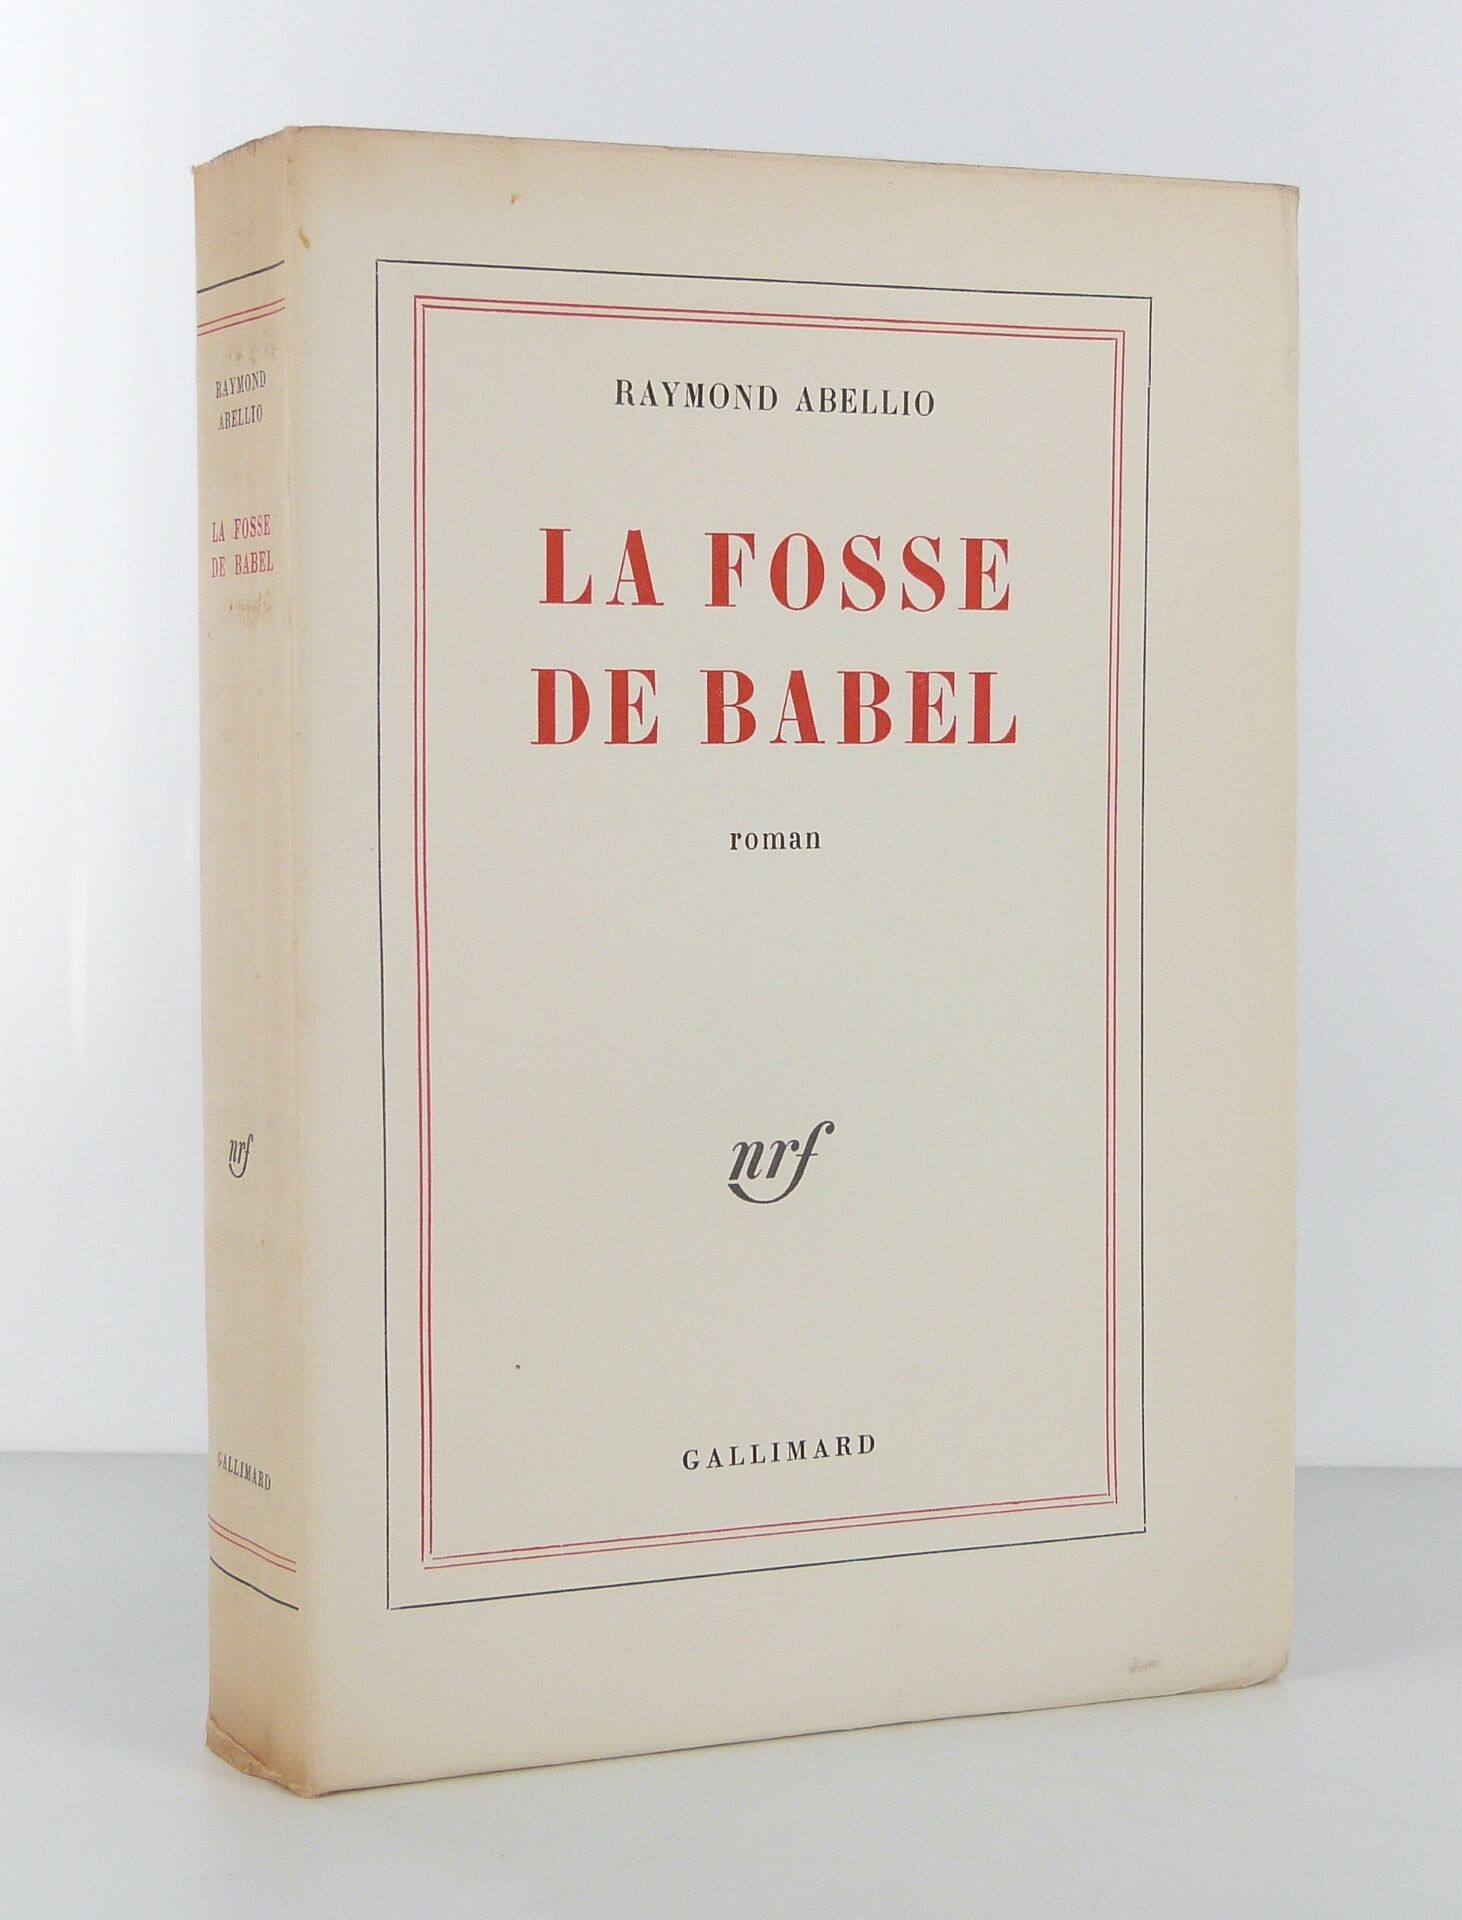 RAYMOND
ABELLIO
LA FOSSE
DE BABEL
nrf
GALLIMARD
RAYMOND ABELLIO
LA FOSSE
DE BABEL
roman
nrf
GALLIMARD